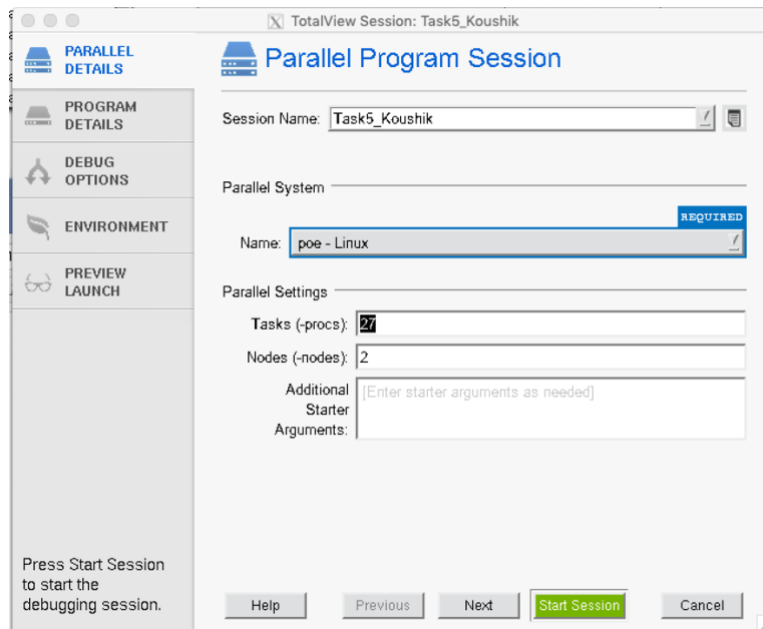 TotalView Session: Task5_Koushik
PARALLEL
DETAILS
PROGRAM
DETAILS
DEBUG
OPTIONS
ENVIRONMENT
PREVIEW
LAUNCH
Press Start Session
to start the
debugging session.
Parallel Program Session
Session Name: Task5_Koushik
Parallel System
REQUIRED
Name: poe - Linux
Parallel Settings
Tasks (-procs): 27
Nodes (-nodes): 2
Additional
Starter
Arguments:
[Enter starter arguments as needed]
Help Previous Next Start Session Cancel